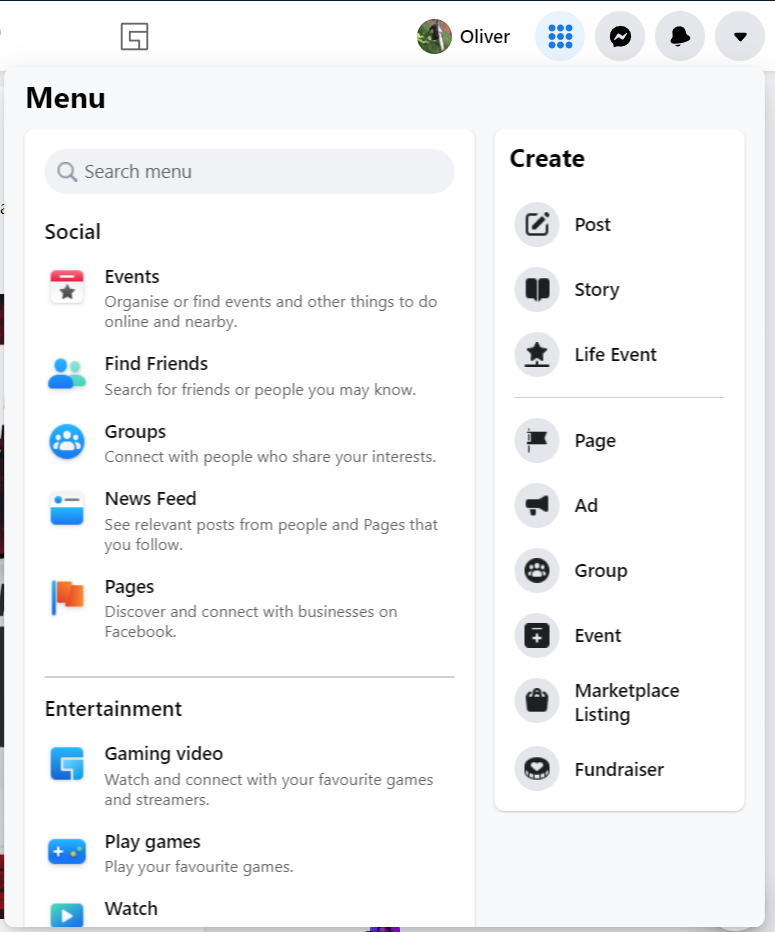 Oliver
Menu
Search menu
Social
Events
Organise or find events and other things to do
online and nearby.
Find Friends
Search for friends or people you may know.
Groups
Connect with people who share your interests.
News Feed
See relevant posts from people and Pages that
you follow.
Pages
Discover and connect with businesses on
Facebook.
Entertainment
Gaming video
Watch and connect with your favourite games
and streamers.
Play games
Play your favourite games.
Watch
Create
Post
Story
Life Event
Page
Ad
Group
Event
Marketplace
Listing
Fundraiser